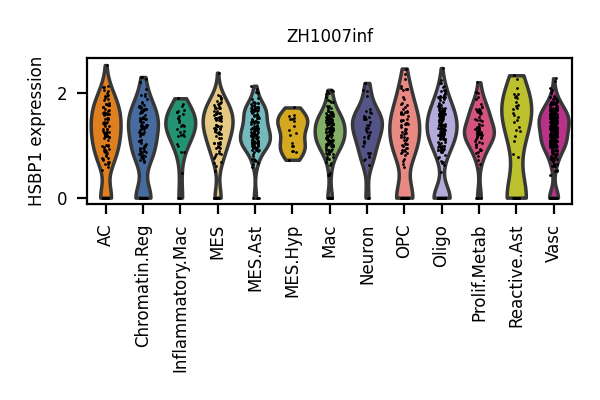 ZH1007inf
HSBP1 expression
2
0
AC
Chromatin.Reg
Inflammatory.Mac
MES
MES.Ast
MES.Hyp
Mac
Neuron
OPC
Oligo
Prolif.Metab
Reactive.Ast
Vasc